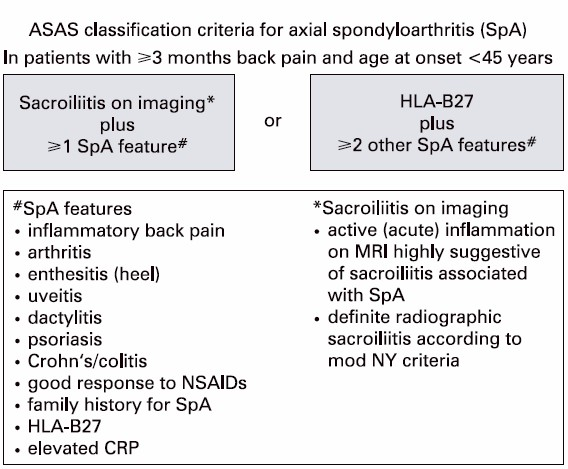 ASAS classification criteria for axial spondyloarthritis (SpA)
In patients with ⩾3 months back pain and age at onset <45 years
Sacroiliitis on imaging*
plus
⩾1 SpA feature#
or
HLA-B27
plus
⩾2 other SpA features#
#SpA features
• inflammatory back pain
• arthritis
• enthesitis (heel)
• uveitis
• dactylitis
• psoriasis
• Crohn's/colitis
• good response to NSAIDs
• family history for SpA
• HLA-B27
• elevated CRP
*Sacroiliitis on imaging
• active (acute) inflammation
on MRI highly suggestive
of sacroiliitis associated
with SpA
• definite radiographic
sacroiliitis according to
mod NY criteria